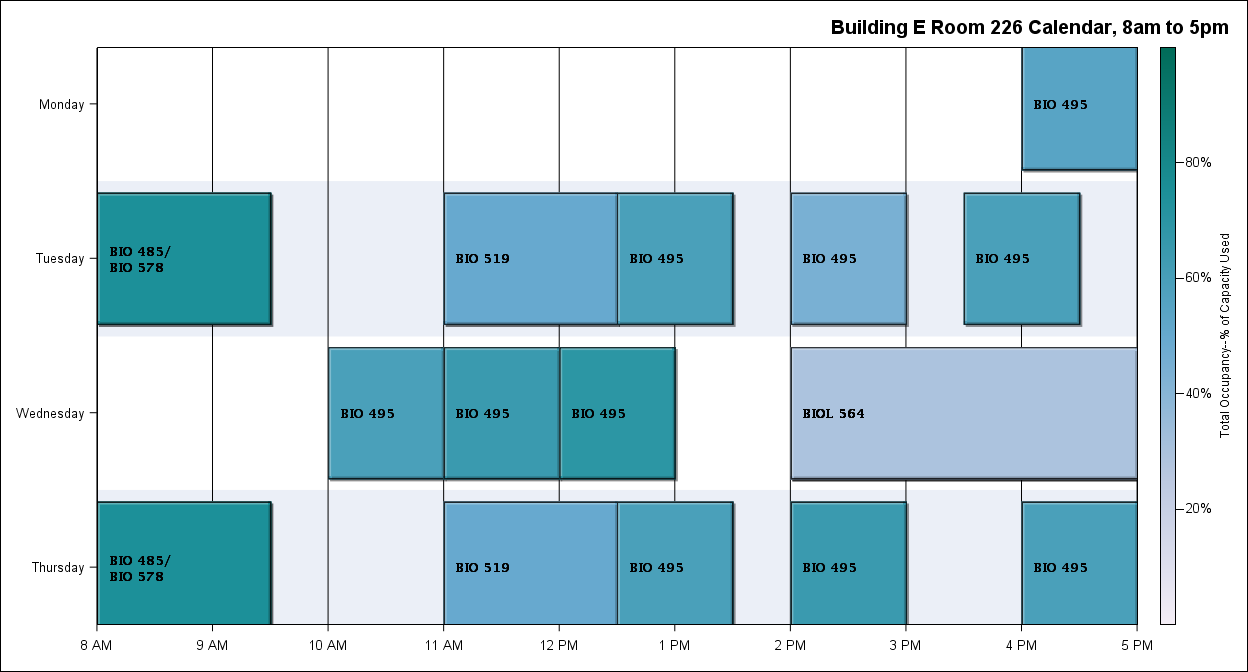 Building E Room 226 Calendar, 8am to 5pm
Monday
BIO 495
Tuesday
BIO 485/
BIO 578
BIO 519
BIO 495
BIO 495
BIO 495
Wednesday
BIO 495
BIO 495
BIO 495
BIOL 564
Thursday
BIO 485/
BIO 578
BIO 519
BIO 495
BIO 495
BIO 495
8 AM
9 AM
10 AM
11 AM
12 PM
1 PM
2 PM
3 PM
4 PM
5 PM
80%
60%
40%
20%
Total Occupancy--% of Capacity Used